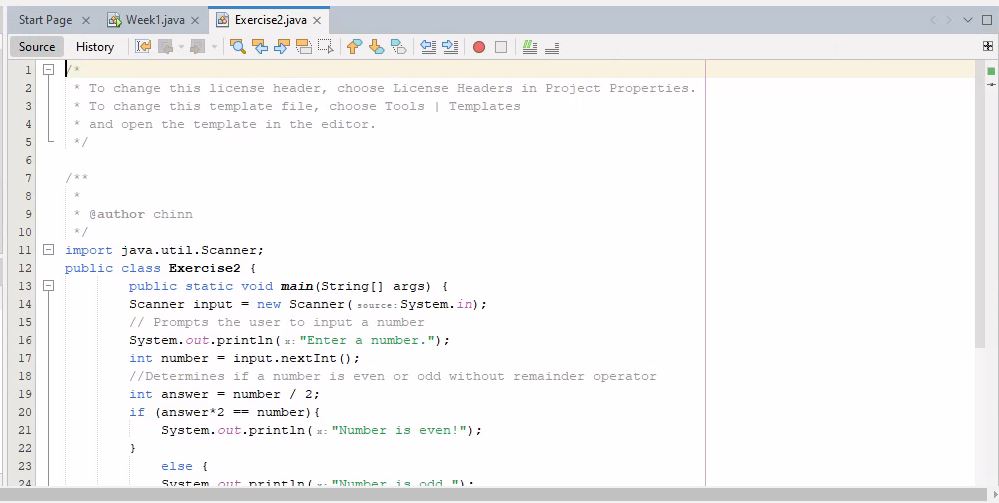 Start Page Week1.java Exercise2.java
Source History
1 /*
2 * To change this license header, choose License Headers in Project Properties.
3 * To change this template file, choose Tools | Templates
4 * and open the template in the editor.
5 */
6
7 /**
8 *
9 * @author chinn
10 */
11 import java.util.Scanner;
12 public class Exercise2 {
13 public static void main(String[] args) {
14 Scanner input = new Scanner( source: System.in);
15 // Prompts the user to input a number
16 System.out.println( x: "Enter a number.");
17 int number = input.nextInt();
18 //Determines if a number is even or odd without remainder operator
19 int answer = number / 2;
20 if (answer*2 == number){
21 System.out.println( x: "Number is even!");
22 }
23 else {
24 System.out.println( x: "Number is odd.");